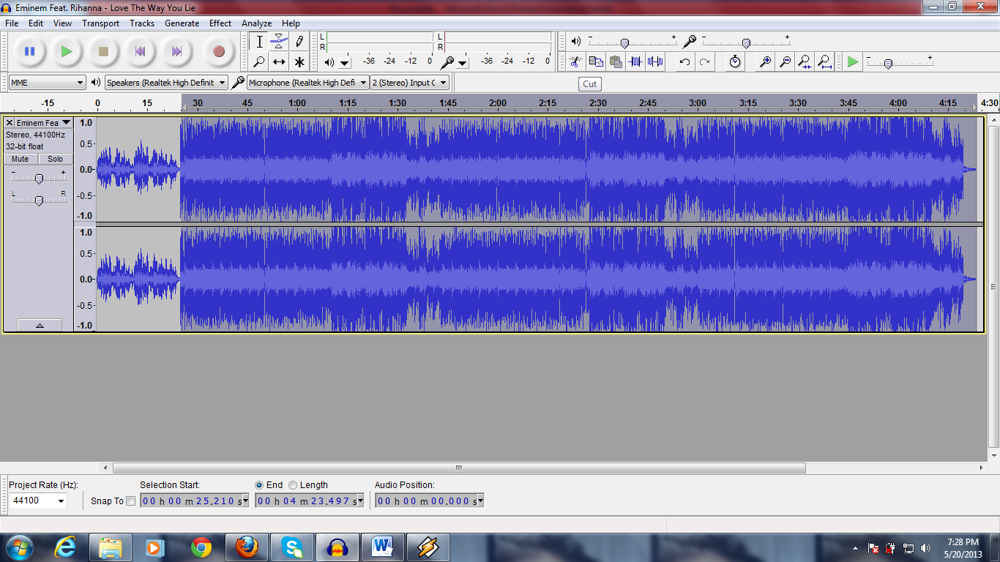 Eminem Feat. Rihanna - Love The Way You Lie
File Edit View Transport Tracks Generate Effect Analyze Help
L
R
-36 -24 -12 0
L
R
-36 -24 -12 0
MME Speakers (Realtek High Definit Microphone (Realtek High Defi 2 (Stereo) Input C
Cut
-15 0 15 30 45 1:00 1:15 1:30 1:45 2:00 2:15 2:30 2:45 3:00 3:15 3:30 3:45 4:00 4:15 4:30
Eminem Fea
Stereo, 44100Hz
32-bit float
Mute Solo
- +
L R
1.0
0.5
0.0
-0.5
-1.0
1.0
0.5
0.0
-0.5
-1.0
Project Rate (Hz): Selection Start: End Length Audio Position:
44100 Snap To 00 h 00 m 25.210 s 00 h 04 m 23.497 s 00 h 00 m 00.000 s
7:28 PM
5/20/2013